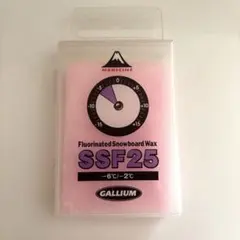 Fluorinated Snowboard Wax
SSF25
−6℃/−2℃
GALLIUM